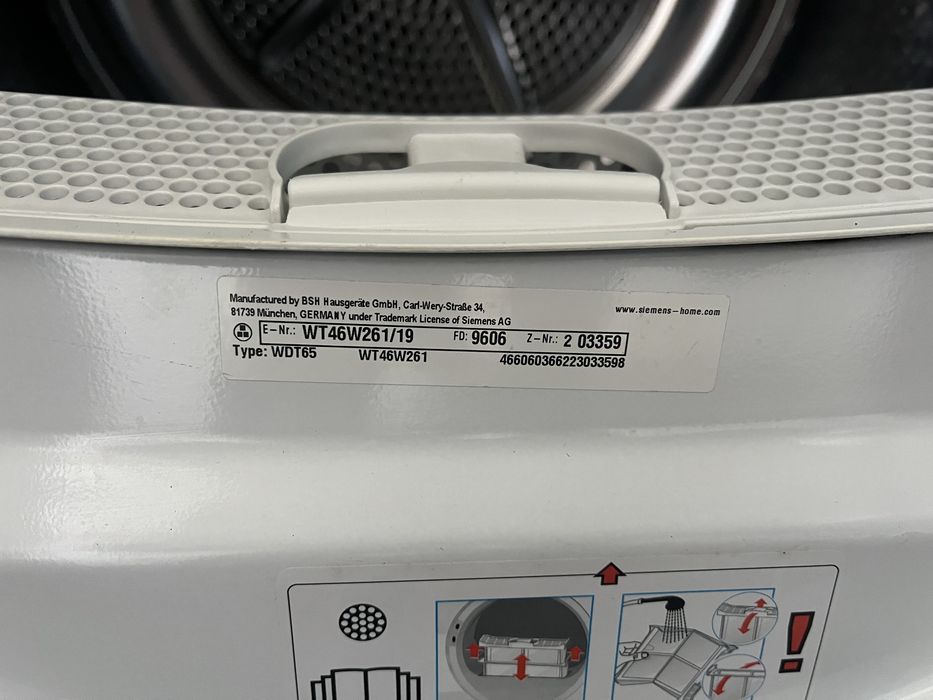 Manufactured by BSH Hausgeräte GmbH, Carl-Wery-Straße 34,
81739 München, GERMANY under Trademark License of Siemens AG
www.siemens-home.com
E-Nr.: WT46W261/19 FD: 9606 Z-Nr.: 2 03359
Type: WDT65 WT46W261 466060366223033598
!